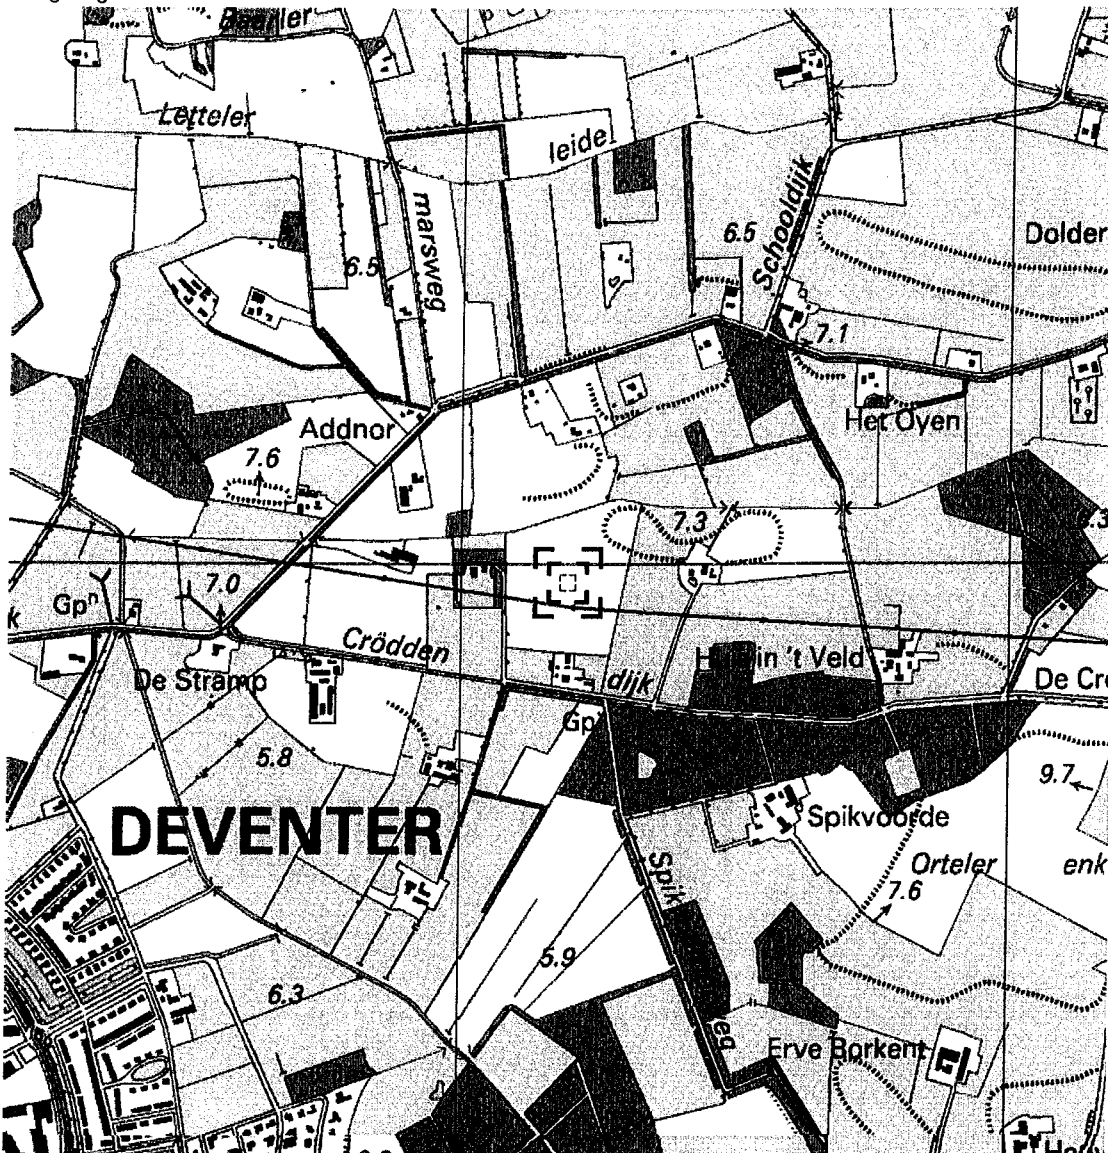 Baerler
Letteler
leide
marsweg
Schooldijk
6.5
Dolder
6.5
7.1
Het Oyen
Addnor
7.6
7.3
7.0
Gpⁿ
k
Crödden
De Stramp
dijk
in 't Veld
De Cr
Gp
5.8
9.7
DEVENTER
Spikvoorde
Spik
Orteler
enk
7.6
5.9
6.3
eg
Erve Borkent